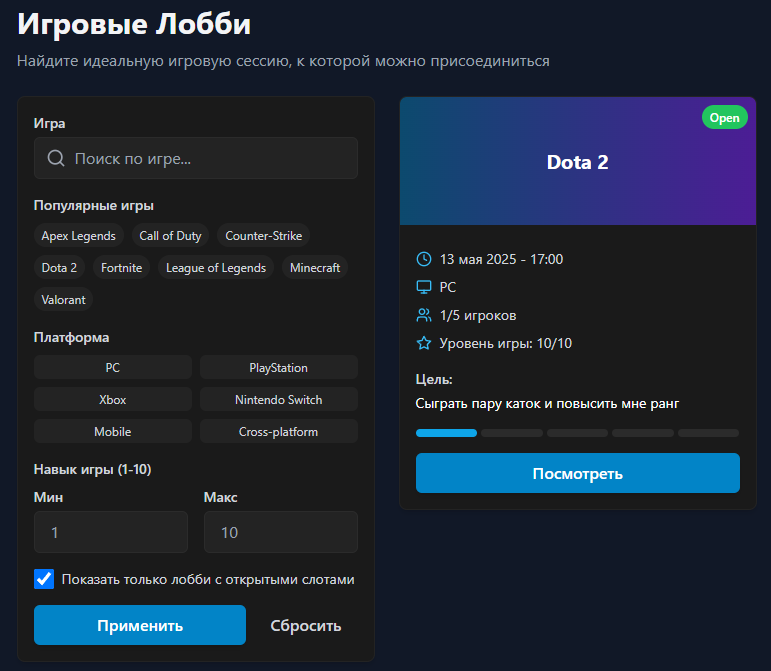 Игровые Лобби
Найдите идеальную игровую сессию, к которой можно присоединиться
Игра
Поиск по игре...
Популярные игры
Apex Legends
Call of Duty
Counter-Strike
Dota 2
Fortnite
League of Legends
Minecraft
Valorant
Платформа
PC
PlayStation
Xbox
Nintendo Switch
Mobile
Cross-platform
Навык игры (1-10)
Мин
Макс
1
10
Показать только лобби с открытыми слотами
Применить
Сбросить
Open
Dota 2
13 мая 2025 - 17:00
PC
1/5 игроков
Уровень игры: 10/10
Цель:
Сыграть пару каток и повысить мне ранг
Посмотреть